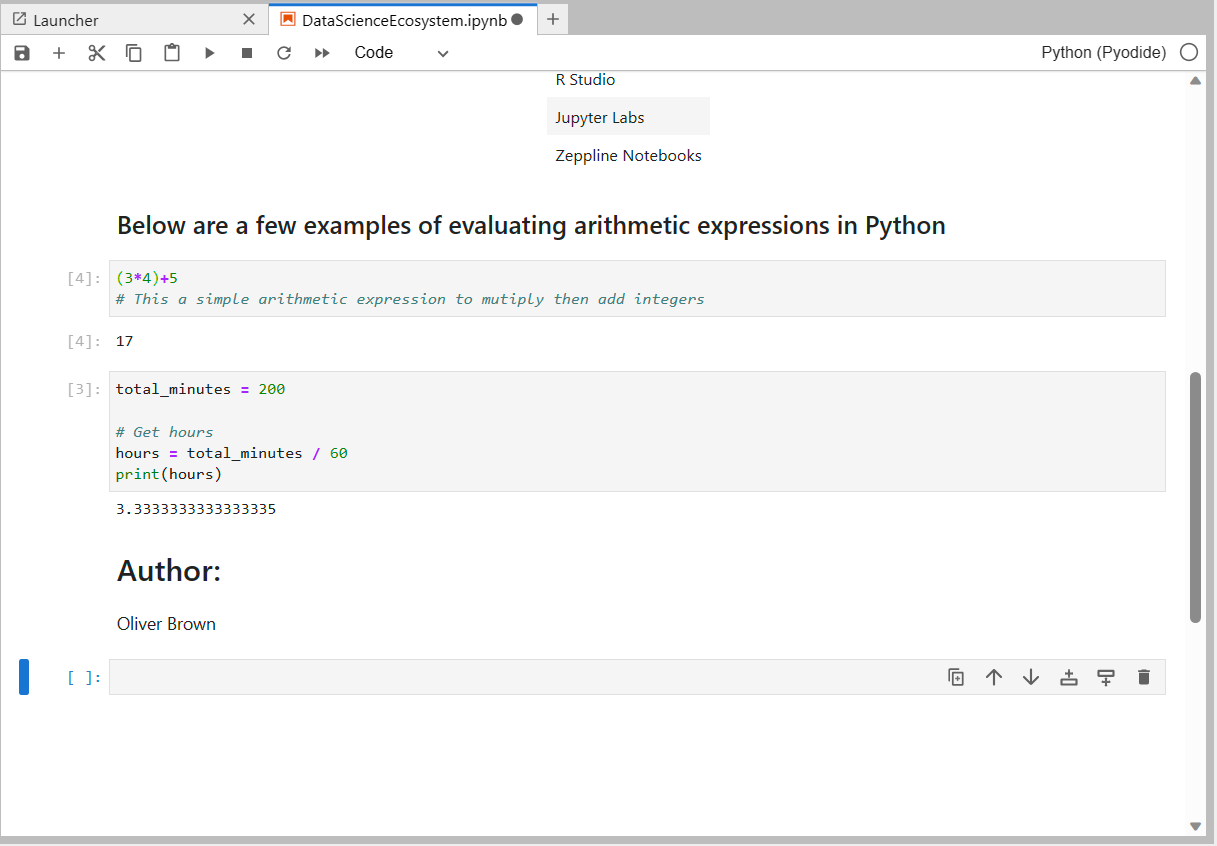 Launcher
DataScienceEcosystem.ipynb
Code
Python (Pyodide)
R Studio
Jupyter Labs
Zeppline Notebooks
Below are a few examples of evaluating arithmetic expressions in Python
[4]: (3*4)+5
# This a simple arithmetic expression to mutiply then add integers
[4]: 17
[3]: total_minutes = 200
# Get hours
hours = total_minutes / 60
print(hours)
3.3333333333333335
Author:
Oliver Brown
[ ]: